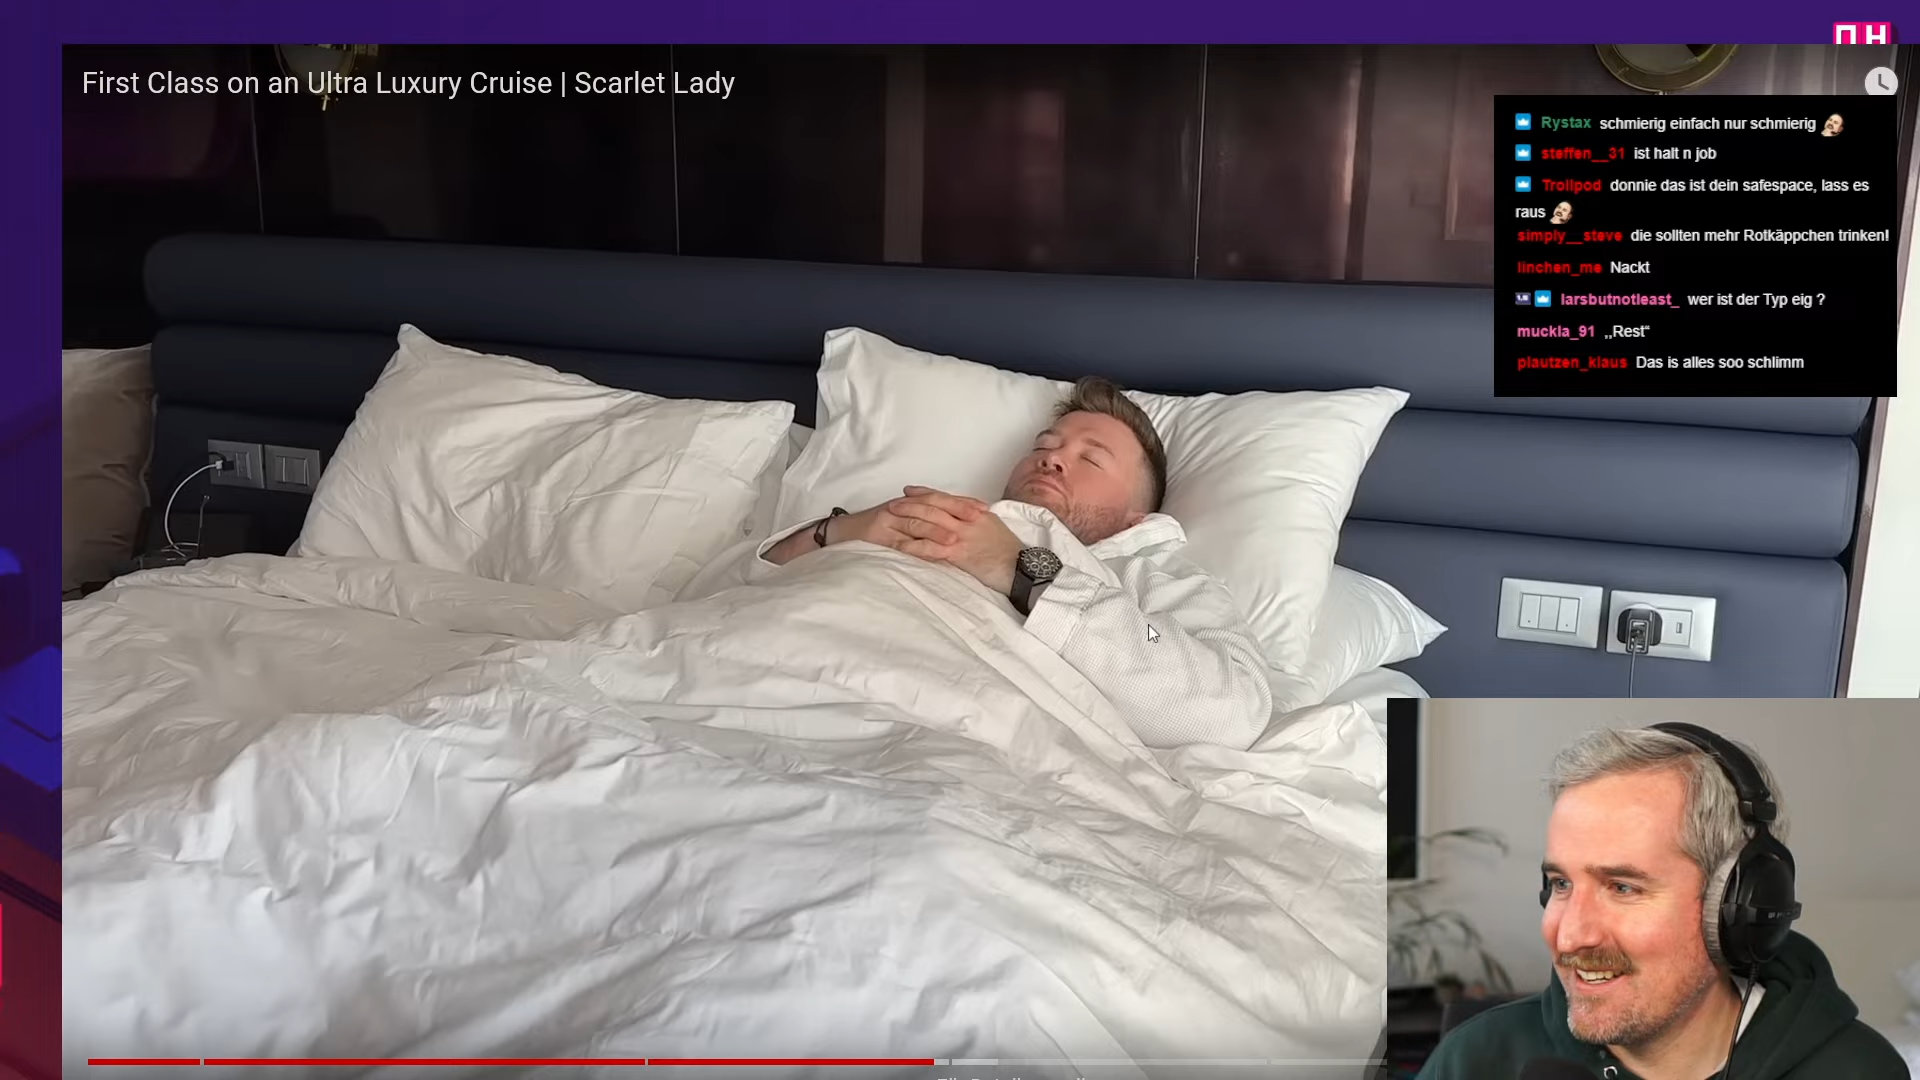 First Class on an Ultra Luxury Cruise | Scarlet Lady
Rystax schmierig einfach nur schmierig
steffen__31 ist halt n job
Trollpod donnie das ist dein safespace, lass es
raus
simply__steve die sollten mehr Rotkäppchen trinken!
linchen_me Nackt
larsbutnotleast_ wer ist der Typ eig ?
muckla_91 „Rest“
plautzen_klaus Das is alles soo schlimm